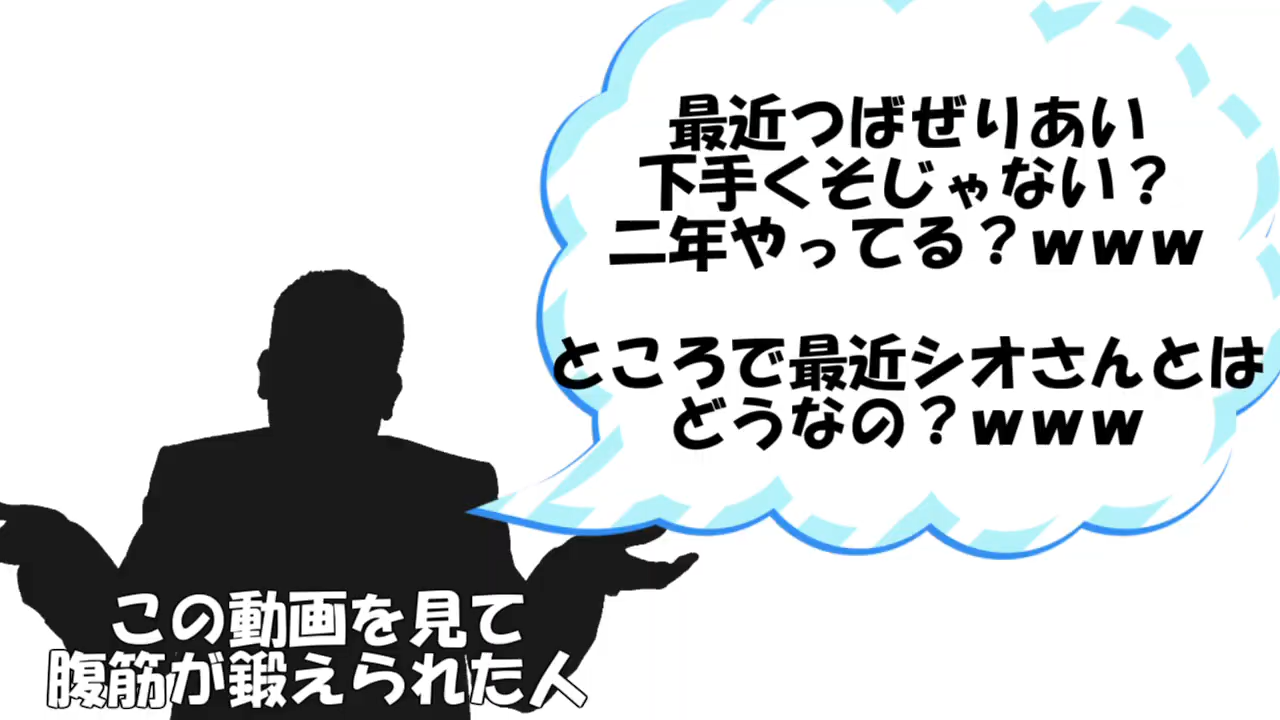 最近つばぜりあい
下手くそじゃない？
二年やってる？ｗｗｗ
ところで最近シオさんとは
どうなの？ｗｗｗ
この動画を見て
腹筋が鍛えられた人